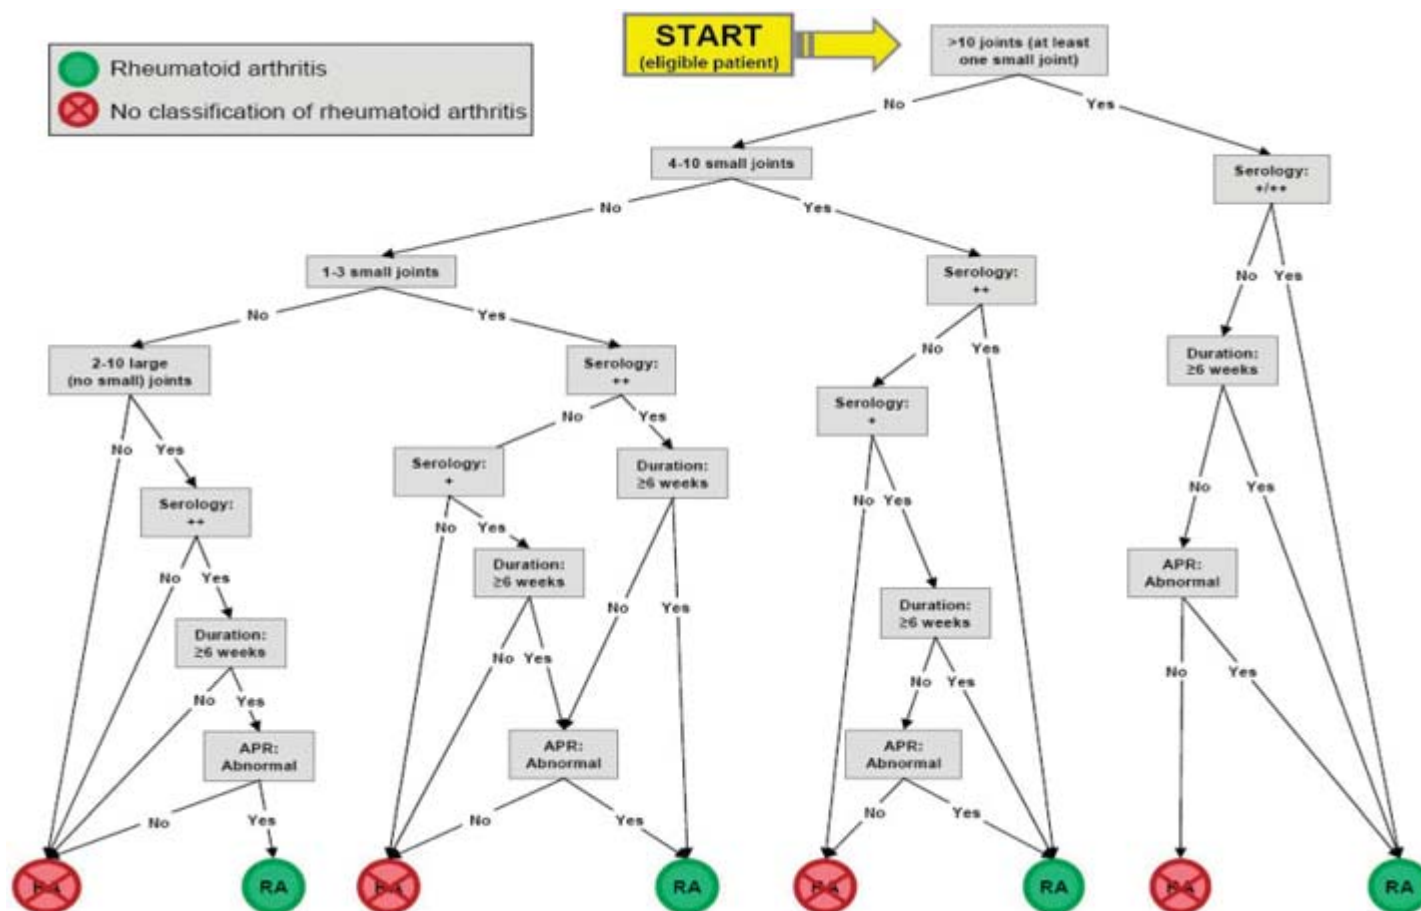 START
(eligible patient)
>10 joints (at least
one small joint)
Rheumatoid arthritis
No classification of rheumatoid arthritis
No
Yes
4-10 small joints
Serology:
+/++
No
Yes
1-3 small joints
Serology:
++
No
Yes
No
Yes
2-10 large
(no small) joints
Serology:
++
No
Yes
Duration:
≥6 weeks
No
Yes
Serology:
+
No
Yes
Serology:
+
Duration:
≥6 weeks
No
Yes
Serology:
++
No
Yes
No
Yes
No
Yes
Duration:
≥6 weeks
APR:
Abnormal
No
Yes
No
Yes
Duration:
≥6 weeks
Duration:
≥6 weeks
No
Yes
No
Yes
No
Yes
No
Yes
APR:
Abnormal
APR:
Abnormal
APR:
Abnormal
No
Yes
No
Yes
No
Yes
RA
RA
RA
RA
RA
RA
RA
RA